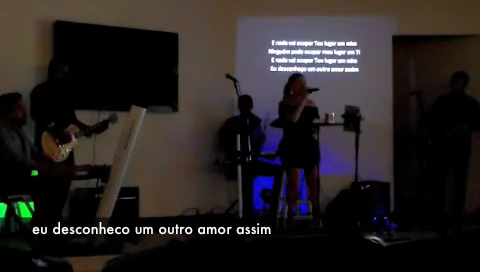 E nada vai ocupar Teu lugar em mim
Ninguém pode ocupar meu lugar em Ti
E nada vai ocupar Teu lugar em mim
Eu desconheço um outro amor assim
eu desconheco um outro amor assim